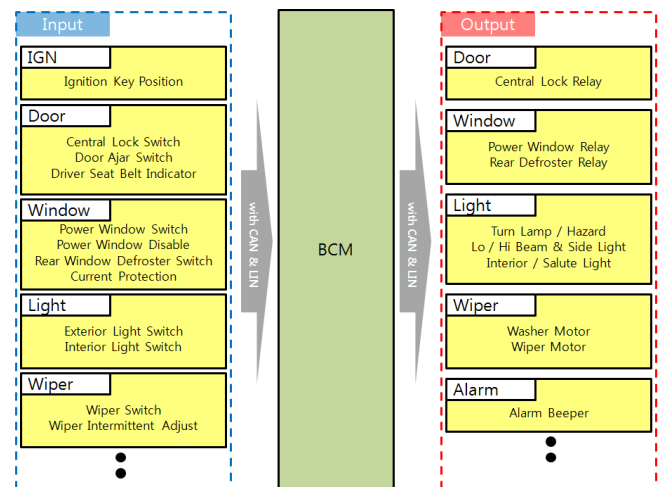 Input
IGN
Ignition Key Position
Door
Central Lock Switch
Door Ajar Switch
Driver Seat Belt Indicator
Window
Power Window Switch
Power Window Disable
Rear Window Defroster Switch
Current Protection
Light
Exterior Light Switch
Interior Light Switch
Wiper
Wiper Switch
Wiper Intermittent Adjust
with CAN & LIN
BCM
with CAN & LIN
Output
Door
Central Lock Relay
Window
Power Window Relay
Rear Defroster Relay
Light
Turn Lamp / Hazard
Lo / Hi Beam & Side Light
Interior / Salute Light
Wiper
Washer Motor
Wiper Motor
Alarm
Alarm Beeper